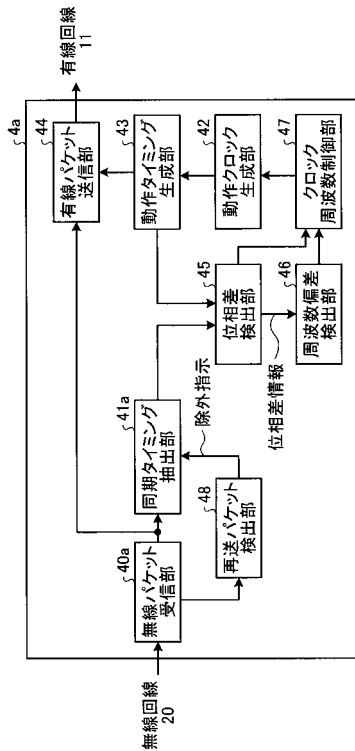 4a
無線回線
20
40a
無線パケット
受信部
41a
同期タイミング
抽出部
除外指示
48
再送パケット
検出部
44
有線パケット
送信部
有線回線
11
43
動作タイミング
生成部
42
動作クロック
生成部
47
クロック
周波数制御部
45
位相差
検出部
46
周波数偏差
検出部
位相差情報